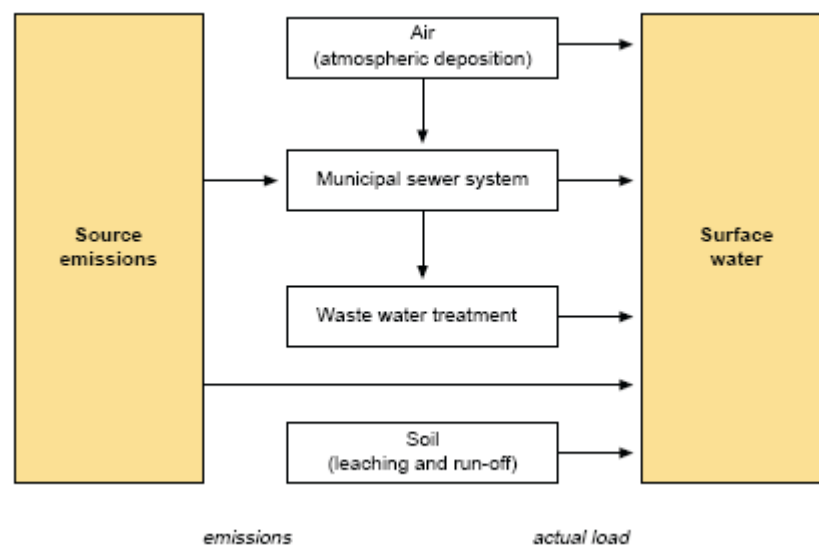 Air
(atmospheric deposition)
Municipal sewer system
Source
emissions
Surface
water
Waste water treatment
Soil
(leaching and run-off)
emissions
actual load